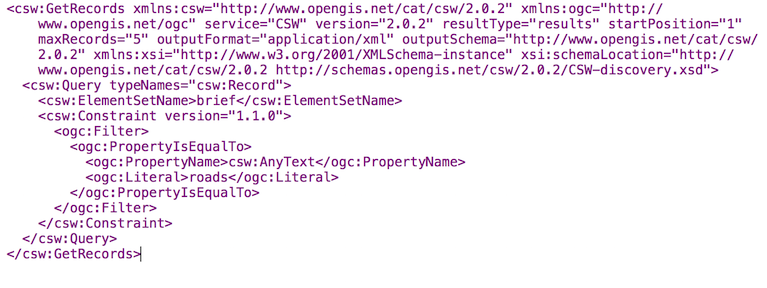 <csw:GetRecords xmlns:csw="http://www.opengis.net/cat/csw/2.0.2" xmlns:ogc="http://
www.opengis.net/ogc" service="CSW" version="2.0.2" resultType="results" startPosition="1"
maxRecords="5" outputFormat="application/xml" outputSchema="http://www.opengis.net/cat/csw/
2.0.2" xmlns:xsi="http://www.w3.org/2001/XMLSchema-instance" xsi:schemaLocation="http://
www.opengis.net/cat/csw/2.0.2 http://schemas.opengis.net/csw/2.0.2/CSW-discovery.xsd">
<csw:Query typeNames="csw:Record">
<csw:ElementSetName>brief</csw:ElementSetName>
<csw:Constraint version="1.1.0">
<ogc:Filter>
<ogc:PropertyIsEqualTo>
<ogc:PropertyName>csw:AnyText</ogc:PropertyName>
<ogc:Literal>roads</ogc:Literal>
</ogc:PropertyIsEqualTo>
</ogc:Filter>
</csw:Constraint>
</csw:Query>
</csw:GetRecords>